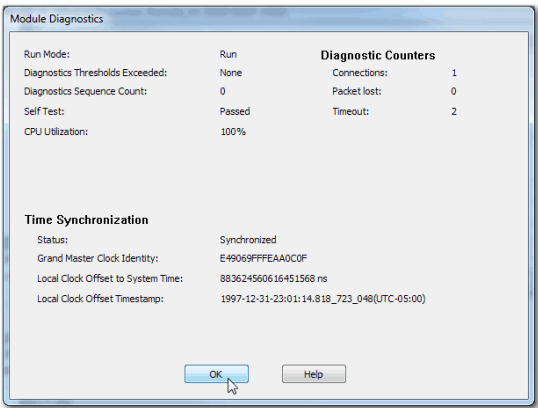 Module Diagnostics
Run Mode: Run
Diagnostics Thresholds Exceeded: None
Diagnostics Sequence Count: 0
Self Test: Passed
CPU Utilization: 100%
Diagnostic Counters
Connections: 1
Packet lost: 0
Timeout: 2
Time Synchronization
Status: Synchronized
Grand Master Clock Identity: E49069FFFEAA0C0F
Local Clock Offset to System Time: 883624560616451568 ns
Local Clock Offset Timestamp: 1997-12-31-23:01:14.818_723_048(UTC-05:00)
OK Help